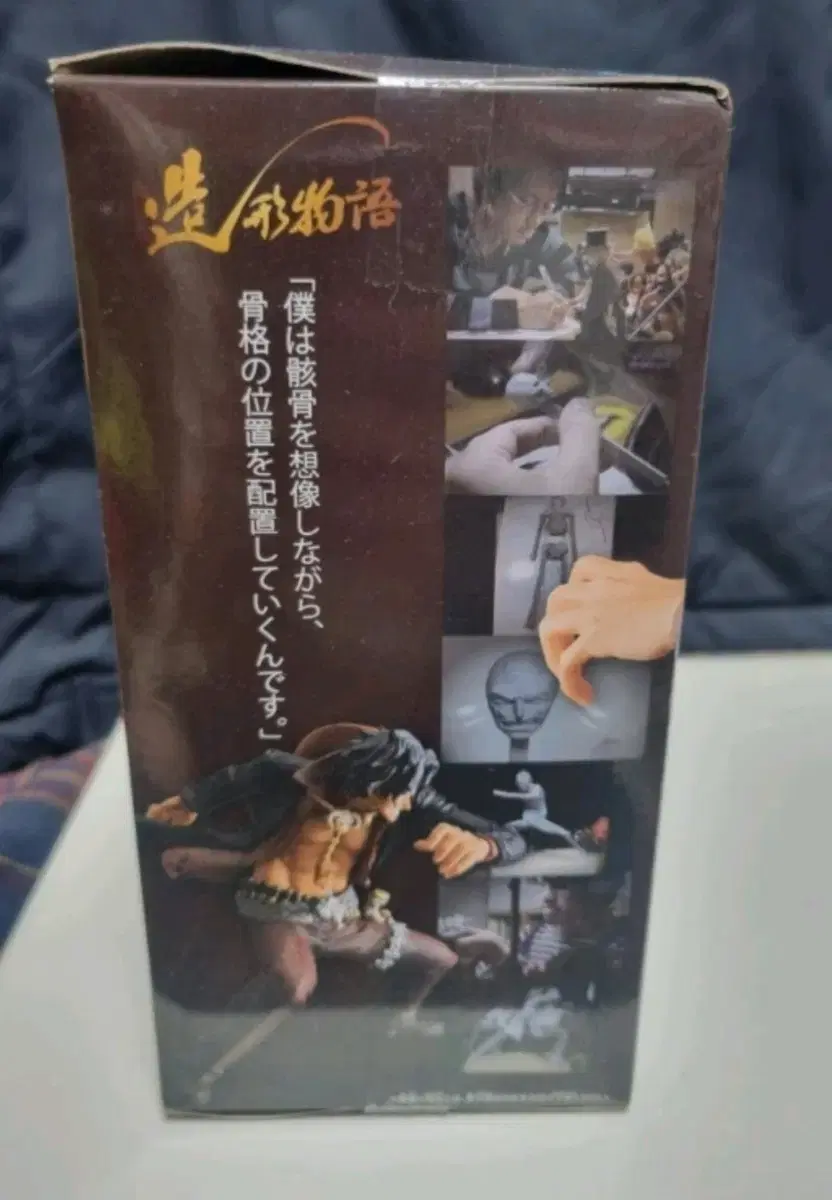 造形物語
「僕は骸骨を想像しながら、
骨格の位置を配置していくんです。」